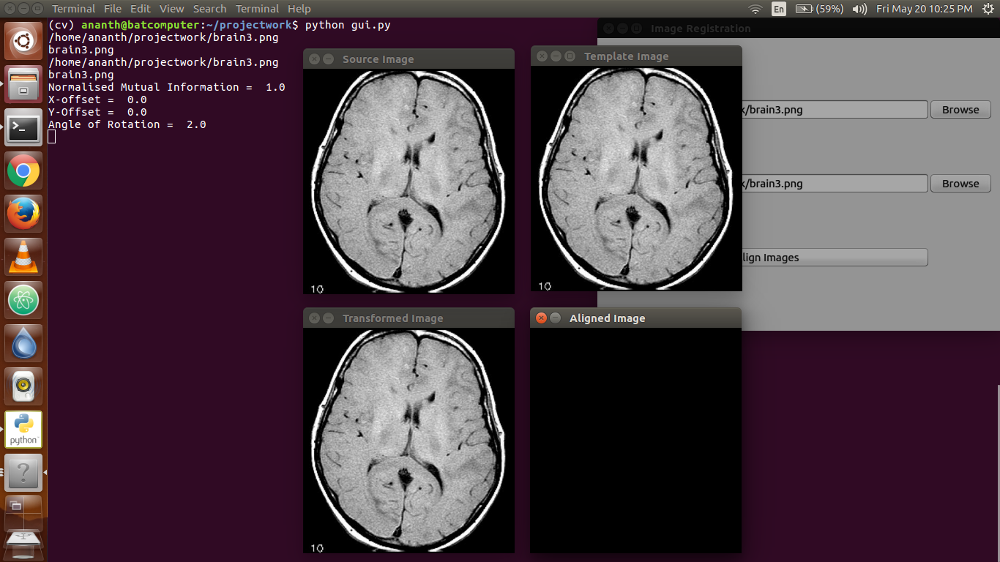 Terminal File Edit View Search Terminal Help
En (59%) Fri May 20 10:25 PM
(cv) ananth@batcomputer:~/projectwork$ python gui.py
/home/ananth/projectwork/brain3.png
brain3.png
/home/ananth/projectwork/brain3.png
brain3.png
Normalised Mutual Information = 1.0
X-offset = 0.0
Y-Offset = 0.0
Angle of Rotation = 2.0
Image Registration
k/brain3.png Browse
k/brain3.png Browse
lign Images
Source Image
10
Template Image
10
Transformed Image
10
Aligned Image
python